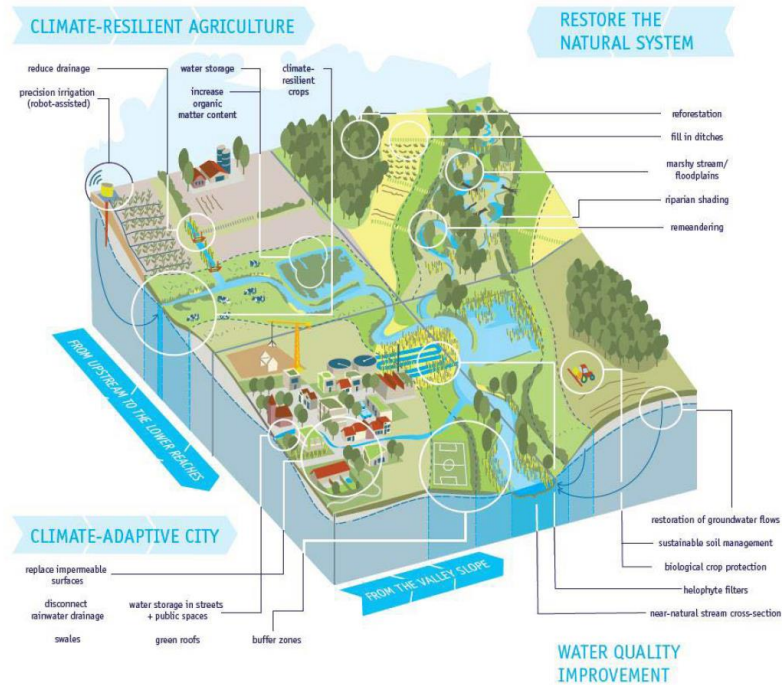 CLIMATE-RESILIENT AGRICULTURE
RESTORE THE
NATURAL SYSTEM
reduce drainage
precision irrigation
(robot-assisted)
water storage
increase
organic
matter content
climate-
resilient
crops
reforestation
fill in ditches
marshy stream/
floodplains
riparian shading
remeandering
FROM UPSTREAM TO THE LOWER REACHES
CLIMATE-ADAPTIVE CITY
replace impermeable
surfaces
disconnect
rainwater drainage
swales
water storage in streets
+ public spaces
green roofs
buffer zones
FROM THE VALLEY SLOPE
restoration of groundwater flows
sustainable soil management
biological crop protection
helophyte filters
near-natural stream cross-section
WATER QUALITY
IMPROVEMENT